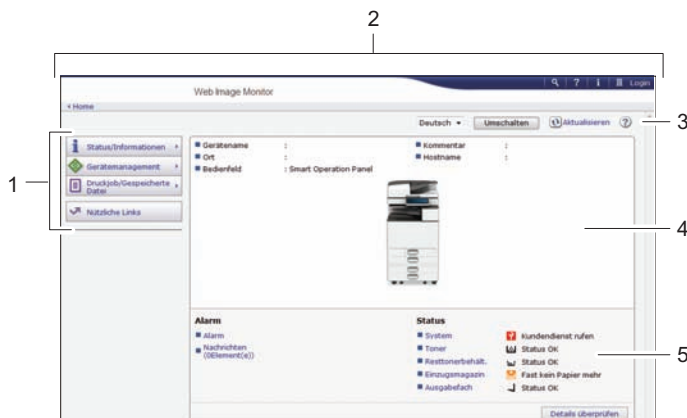 2
Login
Web Image Monitor
Home
Deutsch Umschalten Aktualisieren ?
3
1
Status/Informationen
Gerätemanagement
Druckjob/Gespeicherte
Datei
Nützliche Links
Gerätename :
Kommentar :
Ort :
Hostname :
Bedienfeld : Smart Operation Panel
4
Alarm
Alarm
Nachrichten
(0Element(e))
Status
System Kundendienst rufen
Toner Status OK
Resttonerbehält. Status OK
Einzugsmagazin Fast kein Papier mehr
Ausgabefach Status OK
5
Details überprüfen